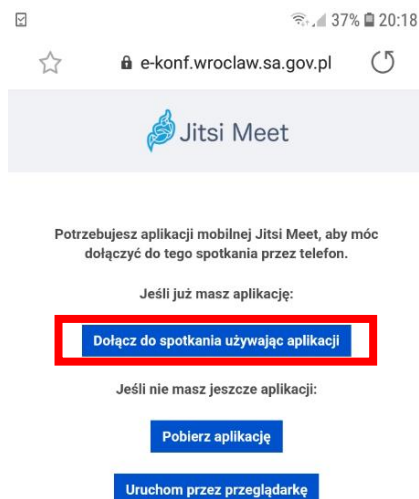 37% 20:18
e-konf.wroclaw.sa.gov.pl
Jitsi Meet
Potrzebujesz aplikacji mobilnej Jitsi Meet, aby móc
dołączyć do tego spotkania przez telefon.
Jeśli już masz aplikację:
Dołącz do spotkania używając aplikacji
Jeśli nie masz jeszcze aplikacji:
Pobierz aplikację
Uruchom przez przeglądarkę